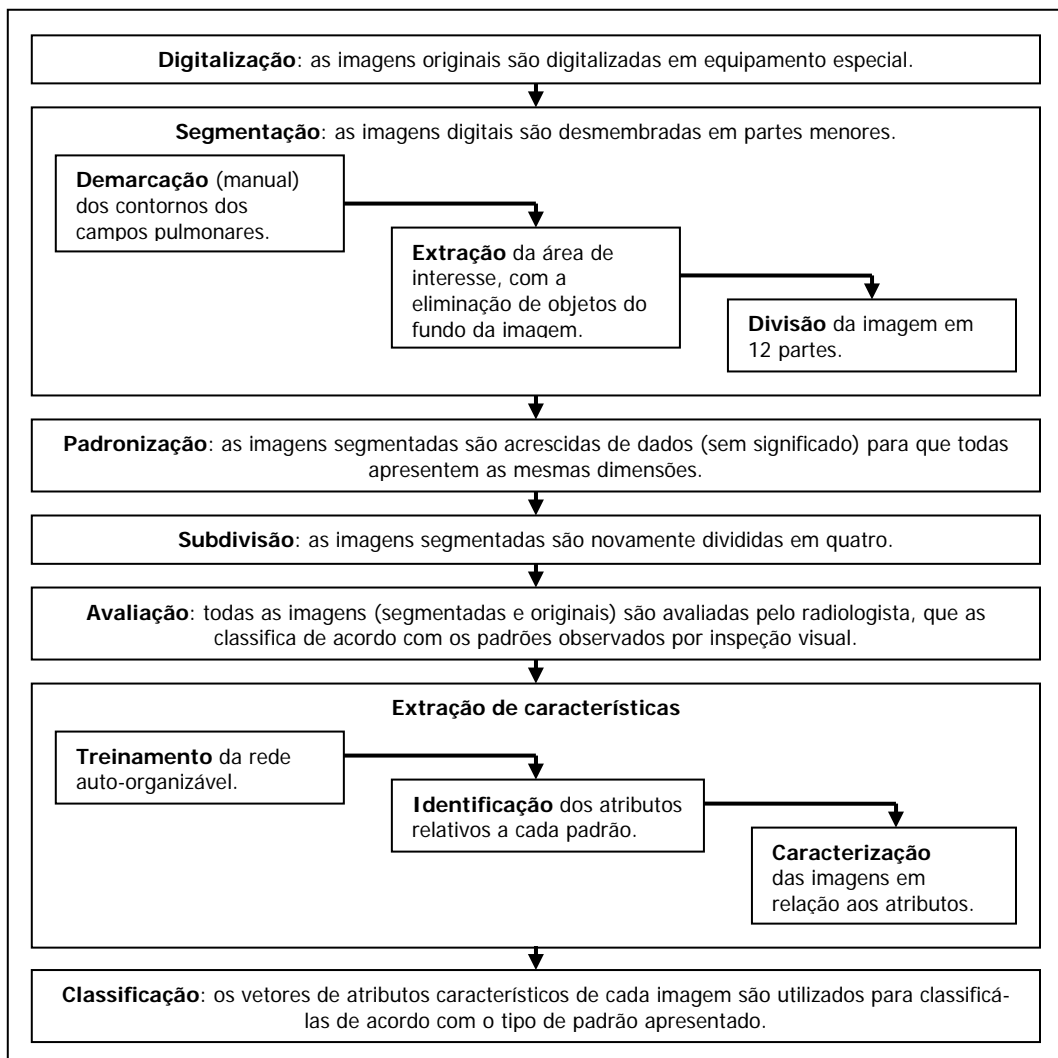 Digitalização: as imagens originais são digitalizadas em equipamento especial.
Segmentação: as imagens digitais são desmembradas em partes menores.
Demarcação (manual)
dos contornos dos
campos pulmonares.
Extração da área de
interesse, com a
eliminação de objetos do
fundo da imagem.
Divisão da imagem em
12 partes.
Padronização: as imagens segmentadas são acrescidas de dados (sem significado) para que todas
apresentem as mesmas dimensões.
Subdivisão: as imagens segmentadas são novamente divididas em quatro.
Avaliação: todas as imagens (segmentadas e originais) são avaliadas pelo radiologista, que as
classifica de acordo com os padrões observados por inspeção visual.
Extração de características
Treinamento da rede
auto-organizável.
Identificação dos atributos
relativos a cada padrão.
Caracterização
das imagens em
relação aos atributos.
Classificação: os vetores de atributos característicos de cada imagem são utilizados para classificá-
las de acordo com o tipo de padrão apresentado.